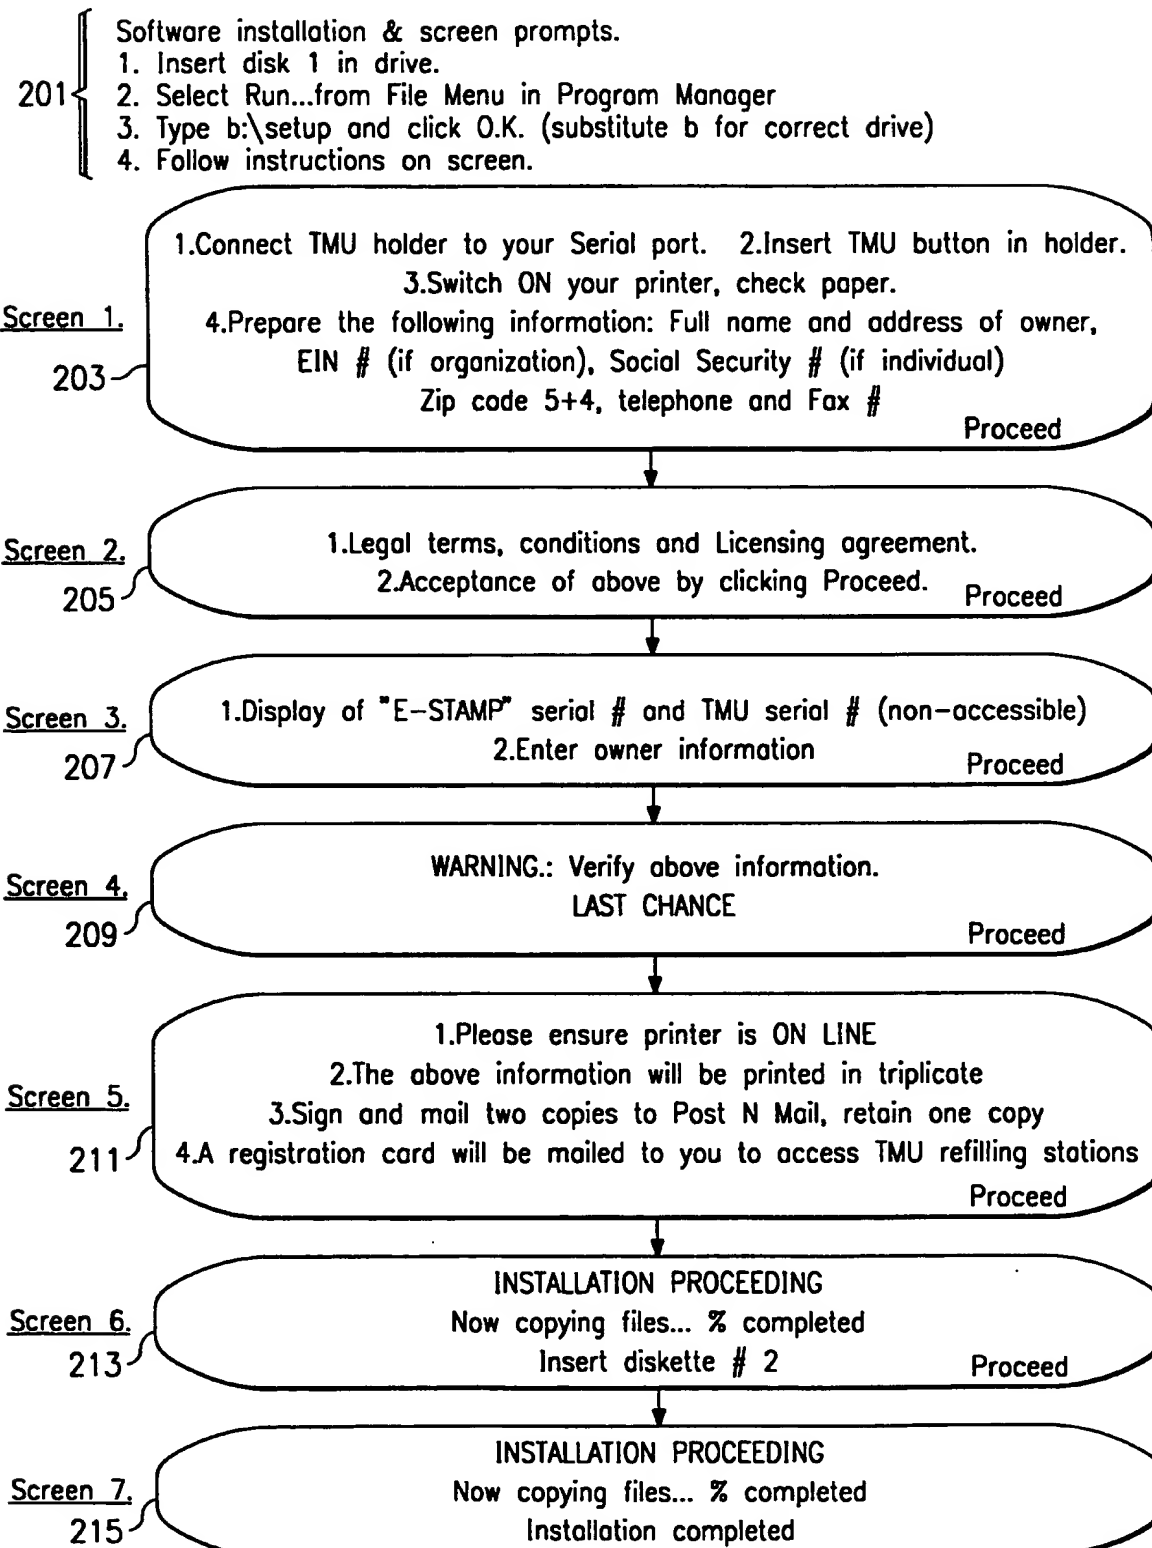 Software installation & screen prompts.
1. Insert disk 1 in drive.
201
2. Select Run...from File Menu in Program Manager
3. Type b:\setup and click O.K. (substitute b for correct drive)
4. Follow instructions on screen.
1.Connect TMU holder to your Serial port. 2.Insert TMU button in holder.
3.Switch ON your printer, check paper.
Screen 1.
4.Prepare the following information: Full name and address of owner,
203
EIN # (if organization), Social Security # (if individual)
Zip code 5+4, telephone and Fax #
Proceed
Screen 2.
1.Legal terms, conditions and Licensing agreement.
205
2.Acceptance of above by clicking Proceed.
Proceed
Screen 3.
1.Display of "E-STAMP" serial # and TMU serial # (non-accessible)
207
2.Enter owner information
Proceed
WARNING.: Verify above information.
Screen 4.
LAST CHANCE
209
Proceed
1.Please ensure printer is ON LINE
2.The above information will be printed in triplicate
Screen 5.
3.Sign and mail two copies to Post N Mail, retain one copy
211
4.A registration card will be mailed to you to access TMU refilling stations
Proceed
INSTALLATION PROCEEDING
Screen 6.
Now copying files... % completed
213
Insert diskette # 2
Proceed
INSTALLATION PROCEEDING
Screen 7.
Now copying files... % completed
215
Installation completed